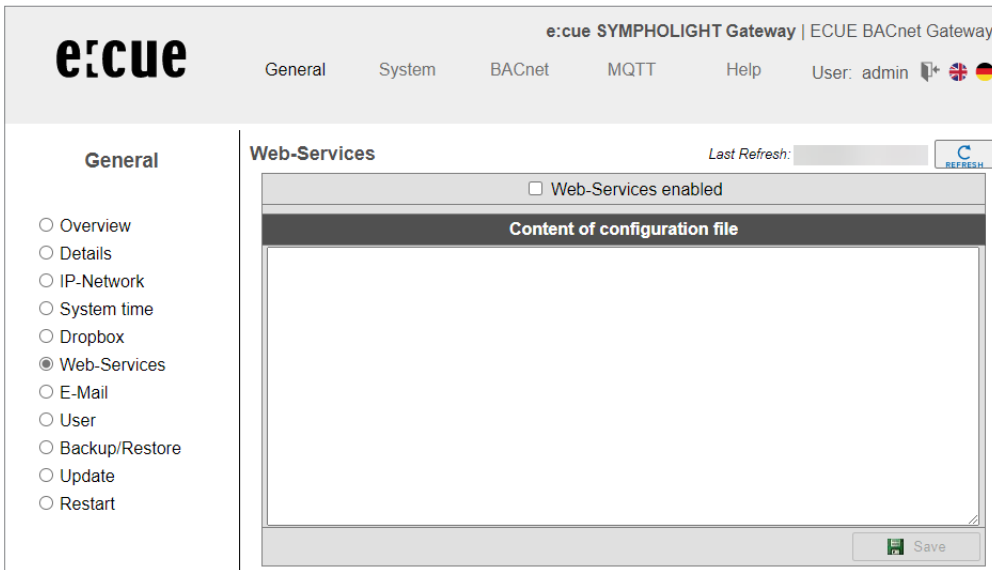 e:cue SYMPHOLIGHT Gateway | ECUE BACnet Gateway
e:cue
General System BACnet MQTT Help User: admin
General
Web-Services
Last Refresh:
REFRESH
Web-Services enabled
Content of configuration file
Overview
Details
IP-Network
System time
Dropbox
Web-Services
E-Mail
User
Backup/Restore
Update
Restart
Save